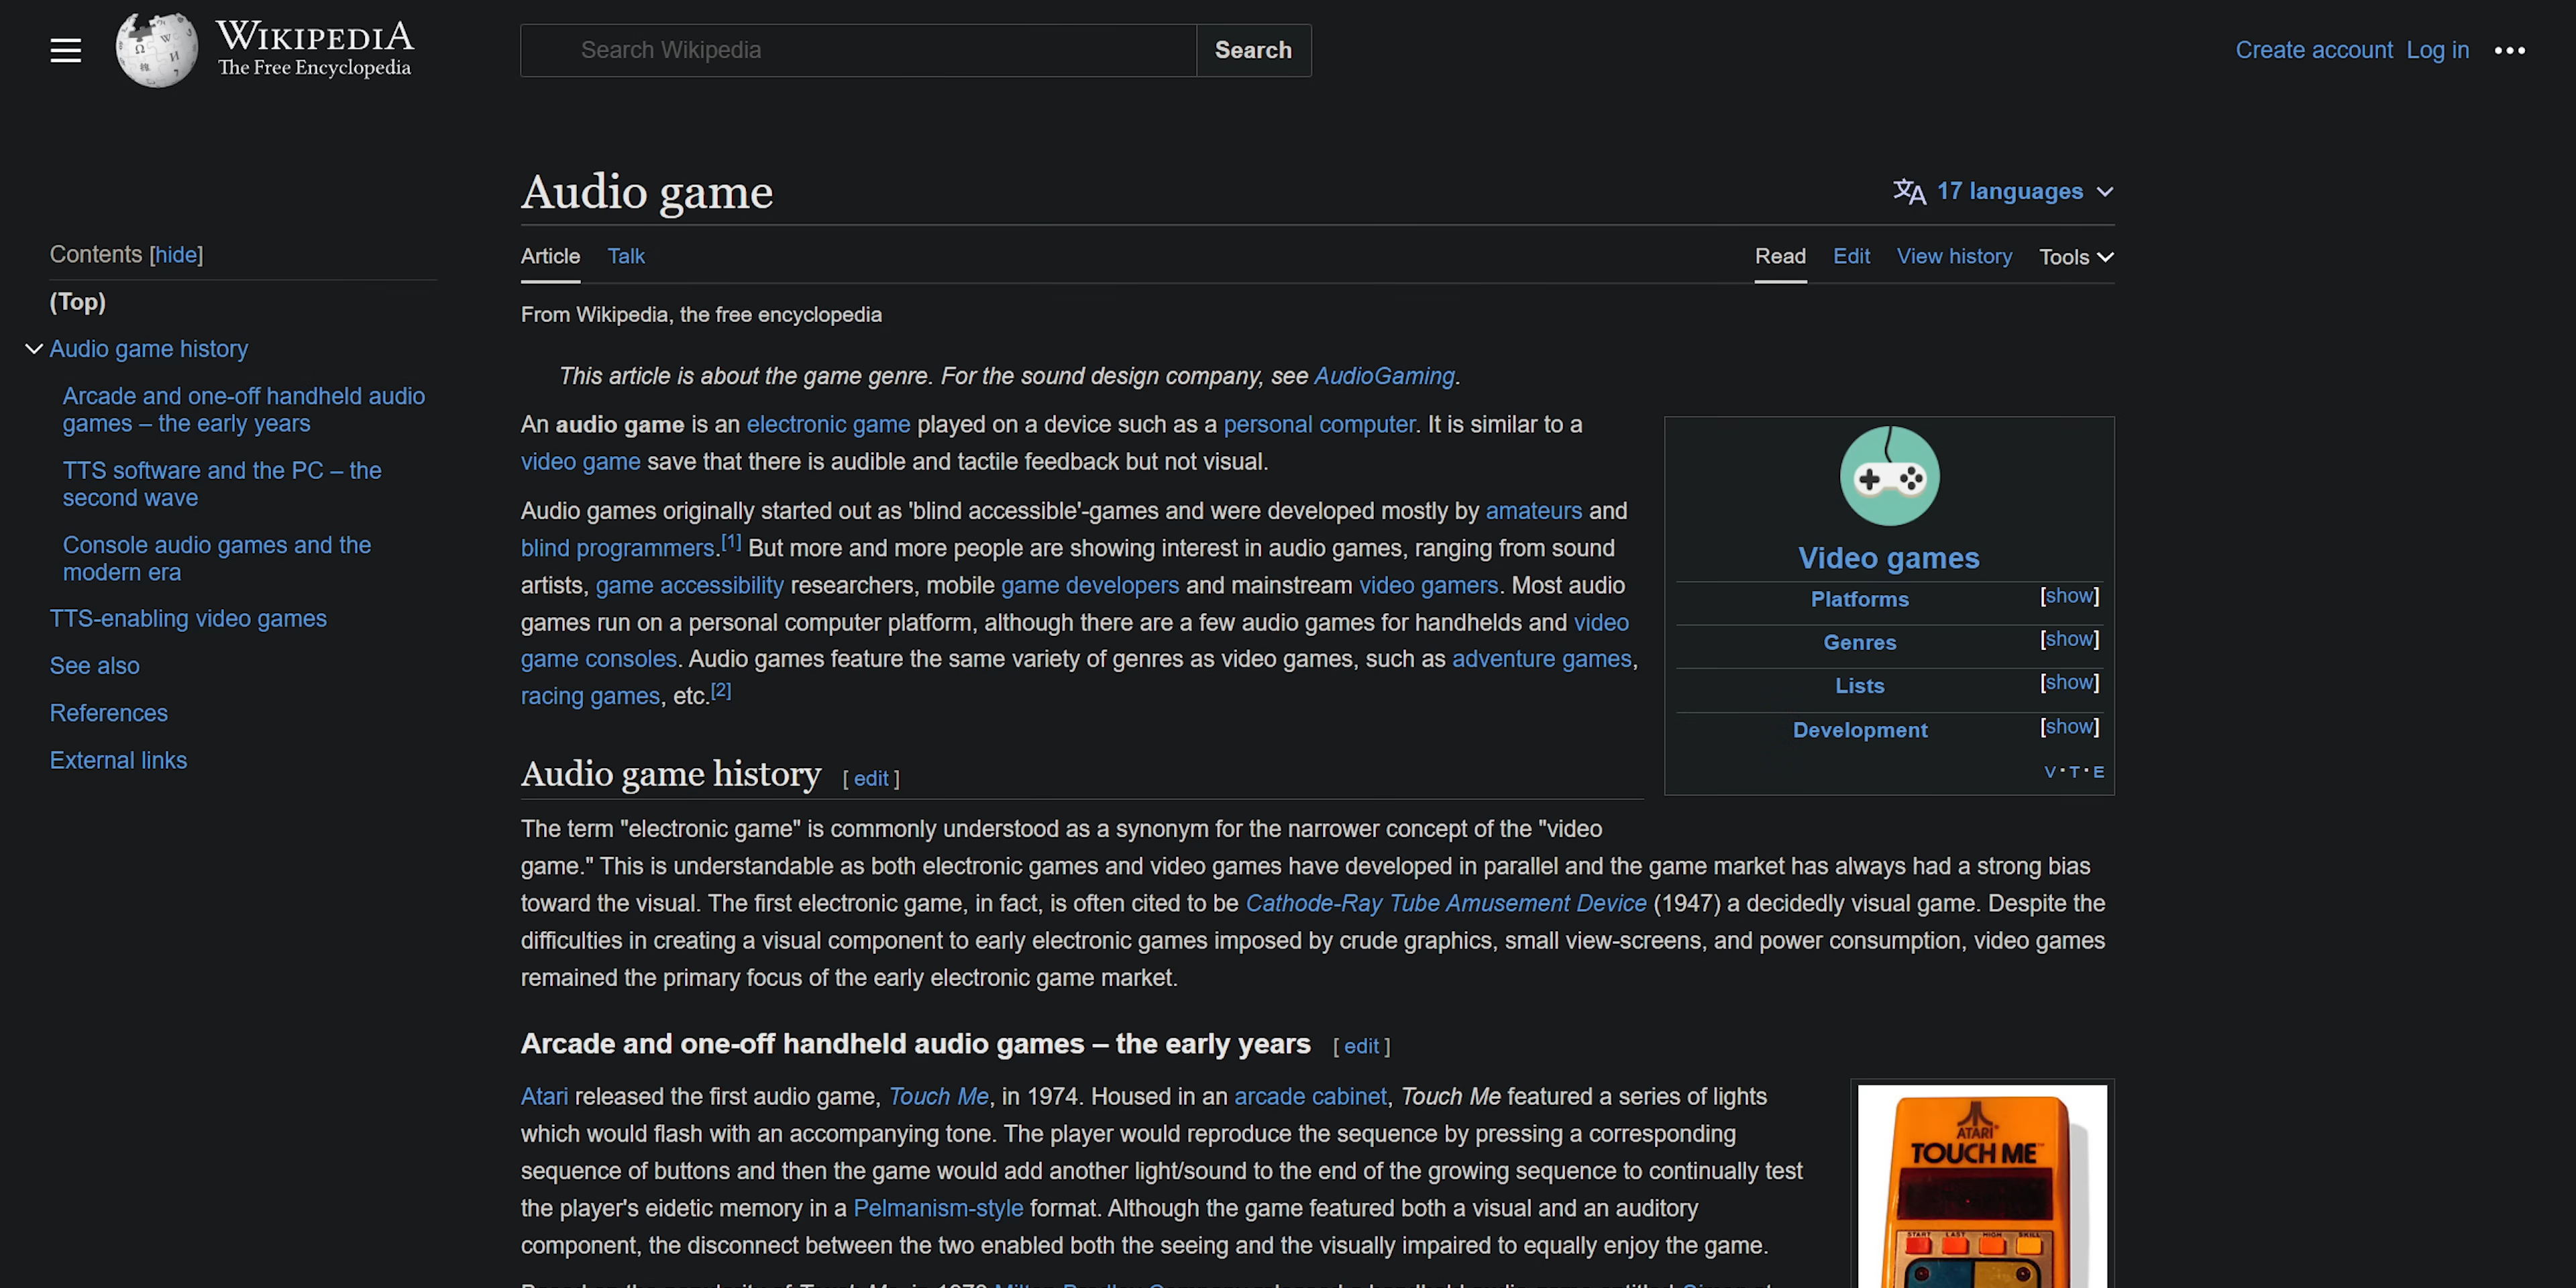 WIKIPEDIA
The Free Encyclopedia
Search Wikipedia
Search
Create account Log in
Contents [hide]
(Top)
Audio game history
Arcade and one-off handheld audio
games – the early years
TTS software and the PC – the
second wave
Console audio games and the
modern era
TTS-enabling video games
See also
References
External links
Audio game
文A 17 languages
Article Talk
Read Edit View history Tools
From Wikipedia, the free encyclopedia
This article is about the game genre. For the sound design company, see AudioGaming.
An audio game is an electronic game played on a device such as a personal computer. It is similar to a
video game save that there is audible and tactile feedback but not visual.
Audio games originally started out as 'blind accessible'-games and were developed mostly by amateurs and
blind programmers.[1] But more and more people are showing interest in audio games, ranging from sound
artists, game accessibility researchers, mobile game developers and mainstream video gamers. Most audio
games run on a personal computer platform, although there are a few audio games for handhelds and video
game consoles. Audio games feature the same variety of genres as video games, such as adventure games,
racing games, etc.[2]
Video games
Platforms [show]
Genres [show]
Lists [show]
Development [show]
V · T · E
Audio game history [ edit ]
The term "electronic game" is commonly understood as a synonym for the narrower concept of the "video
game." This is understandable as both electronic games and video games have developed in parallel and the game market has always had a strong bias
toward the visual. The first electronic game, in fact, is often cited to be Cathode-Ray Tube Amusement Device (1947) a decidedly visual game. Despite the
difficulties in creating a visual component to early electronic games imposed by crude graphics, small view-screens, and power consumption, video games
remained the primary focus of the early electronic game market.
Arcade and one-off handheld audio games – the early years [ edit ]
Atari released the first audio game, Touch Me, in 1974. Housed in an arcade cabinet, Touch Me featured a series of lights
which would flash with an accompanying tone. The player would reproduce the sequence by pressing a corresponding
sequence of buttons and then the game would add another light/sound to the end of the growing sequence to continually test
the player's eidetic memory in a Pelmanism-style format. Although the game featured both a visual and an auditory
component, the disconnect between the two enabled both the seeing and the visually impaired to equally enjoy the game.
ATARI
TOUCH ME
START LAST HIGH SKILL